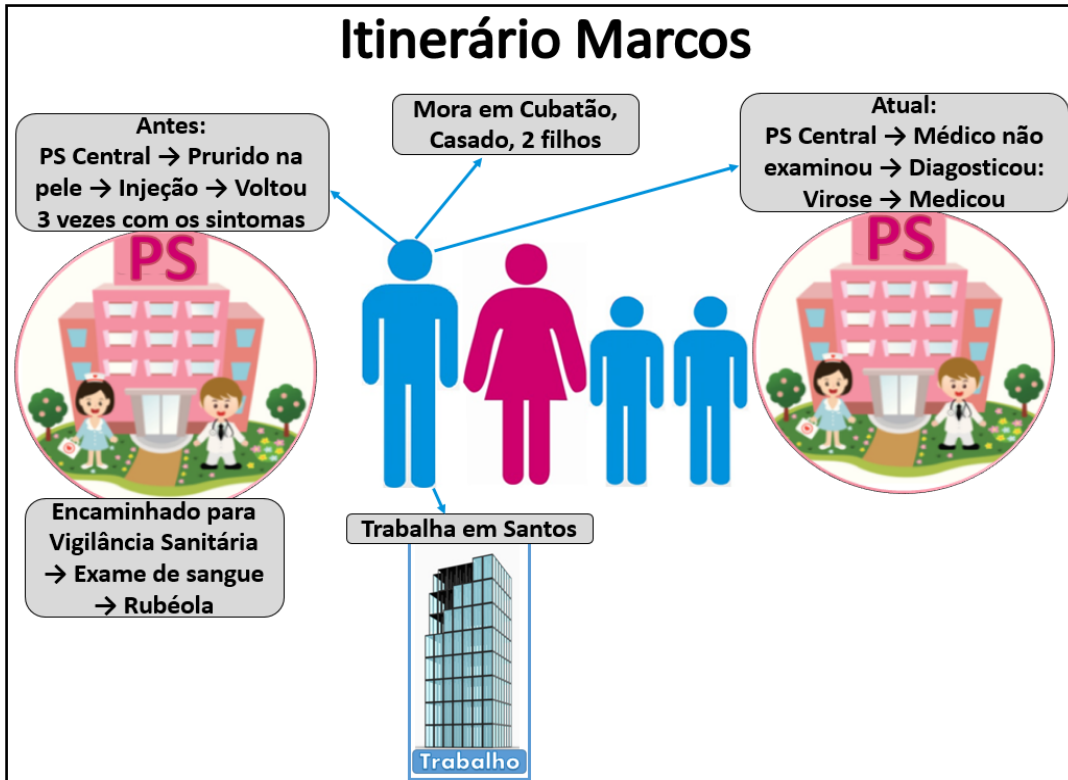 Itinerário Marcos
Antes:
PS Central → Prurido na
pele → Injeção → Voltou
3 vezes com os sintomas
Mora em Cubatão,
Casado, 2 filhos
Atual:
PS Central → Médico não
examinou → Diagosticou:
Virose → Medicou
PS
PS
Encaminhado para
Vigilância Sanitária
→ Exame de sangue
→ Rubéola
Trabalha em Santos
Trabalho